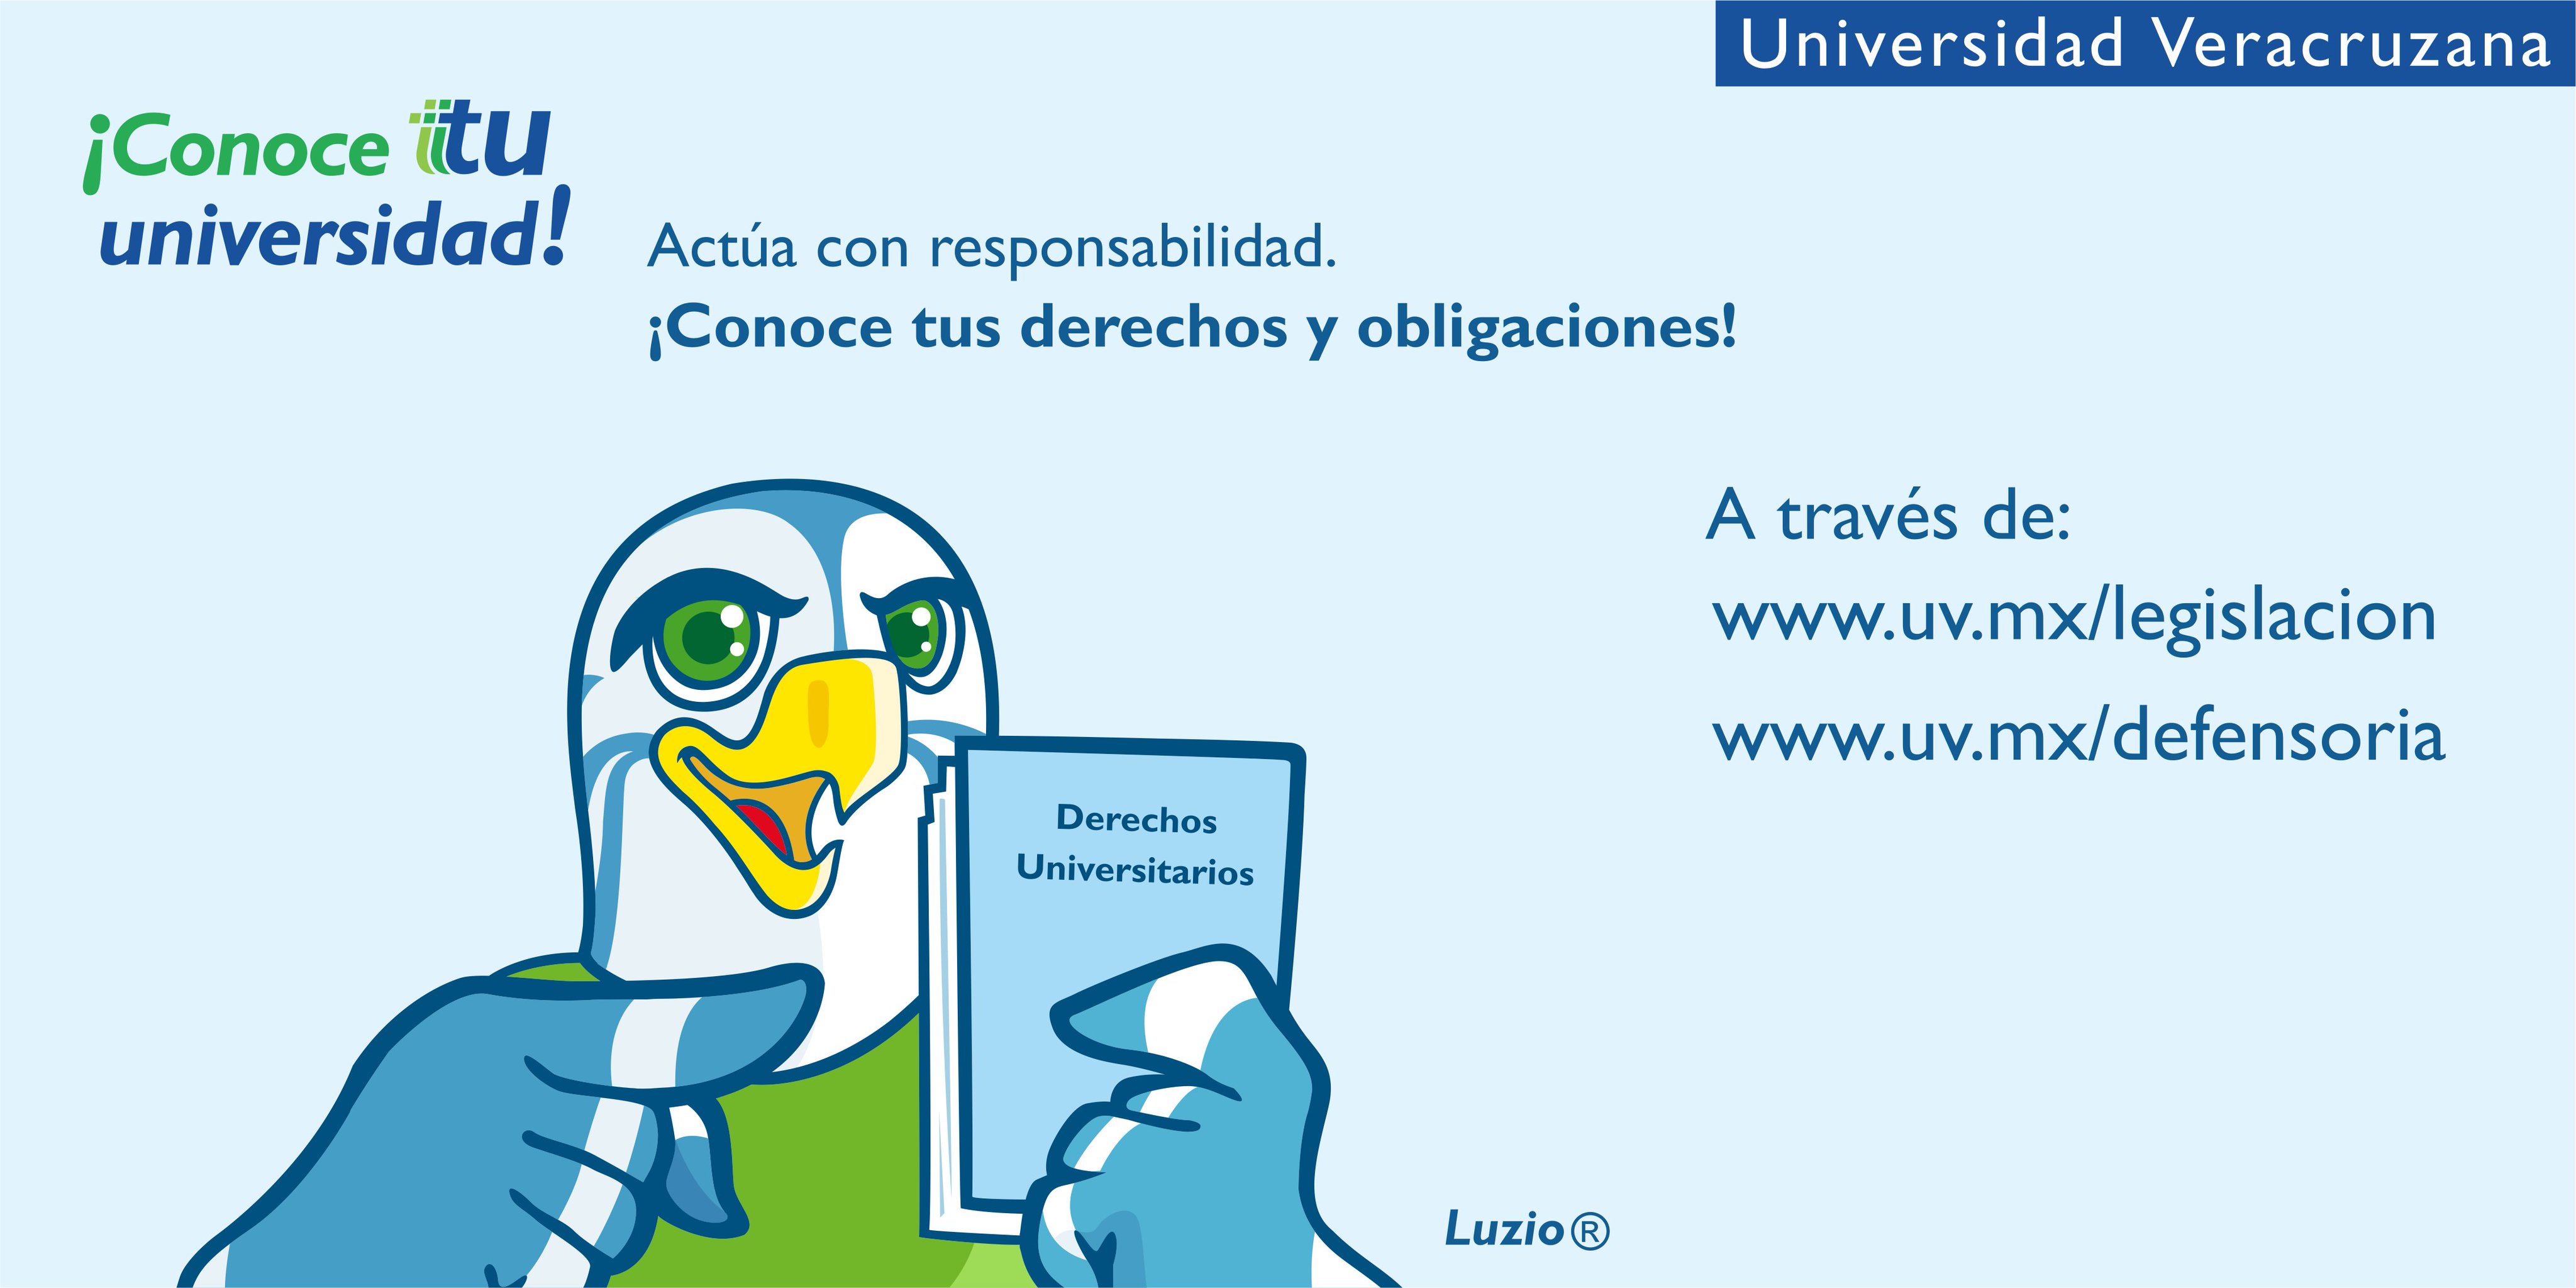 Universidad Veracruzana
¡Conoce tu
universidad!
Actúa con responsabilidad.
¡Conoce tus derechos y obligaciones!
A través de:
www.uv.mx/legislacion
www.uv.mx/defensoria
Derechos
Universitarios
Luzio®